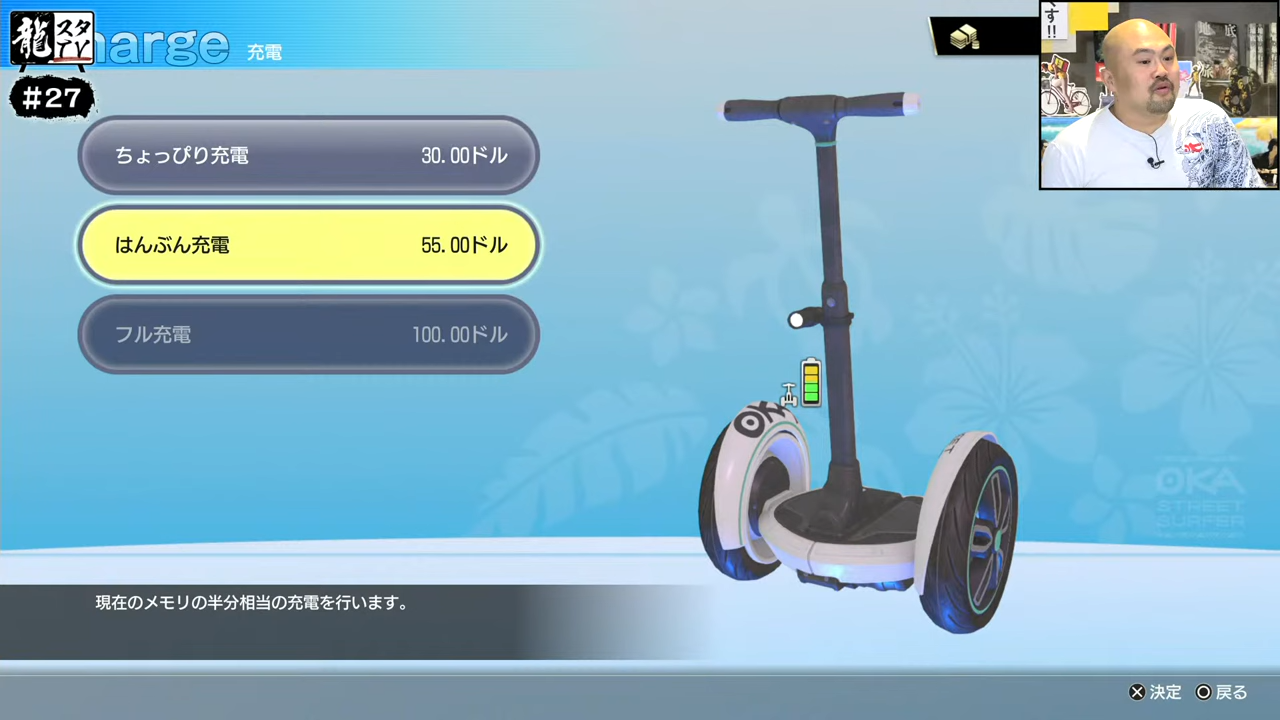 龍スタTV
#27
harge 充電
ちょっぴり充電 30.00ドル
はんぶん充電 55.00ドル
フル充電 100.00ドル
す!!
OKA
OKA
STREET
SURFER
現在のメモリの半分相当の充電を行います。
決定 戻る